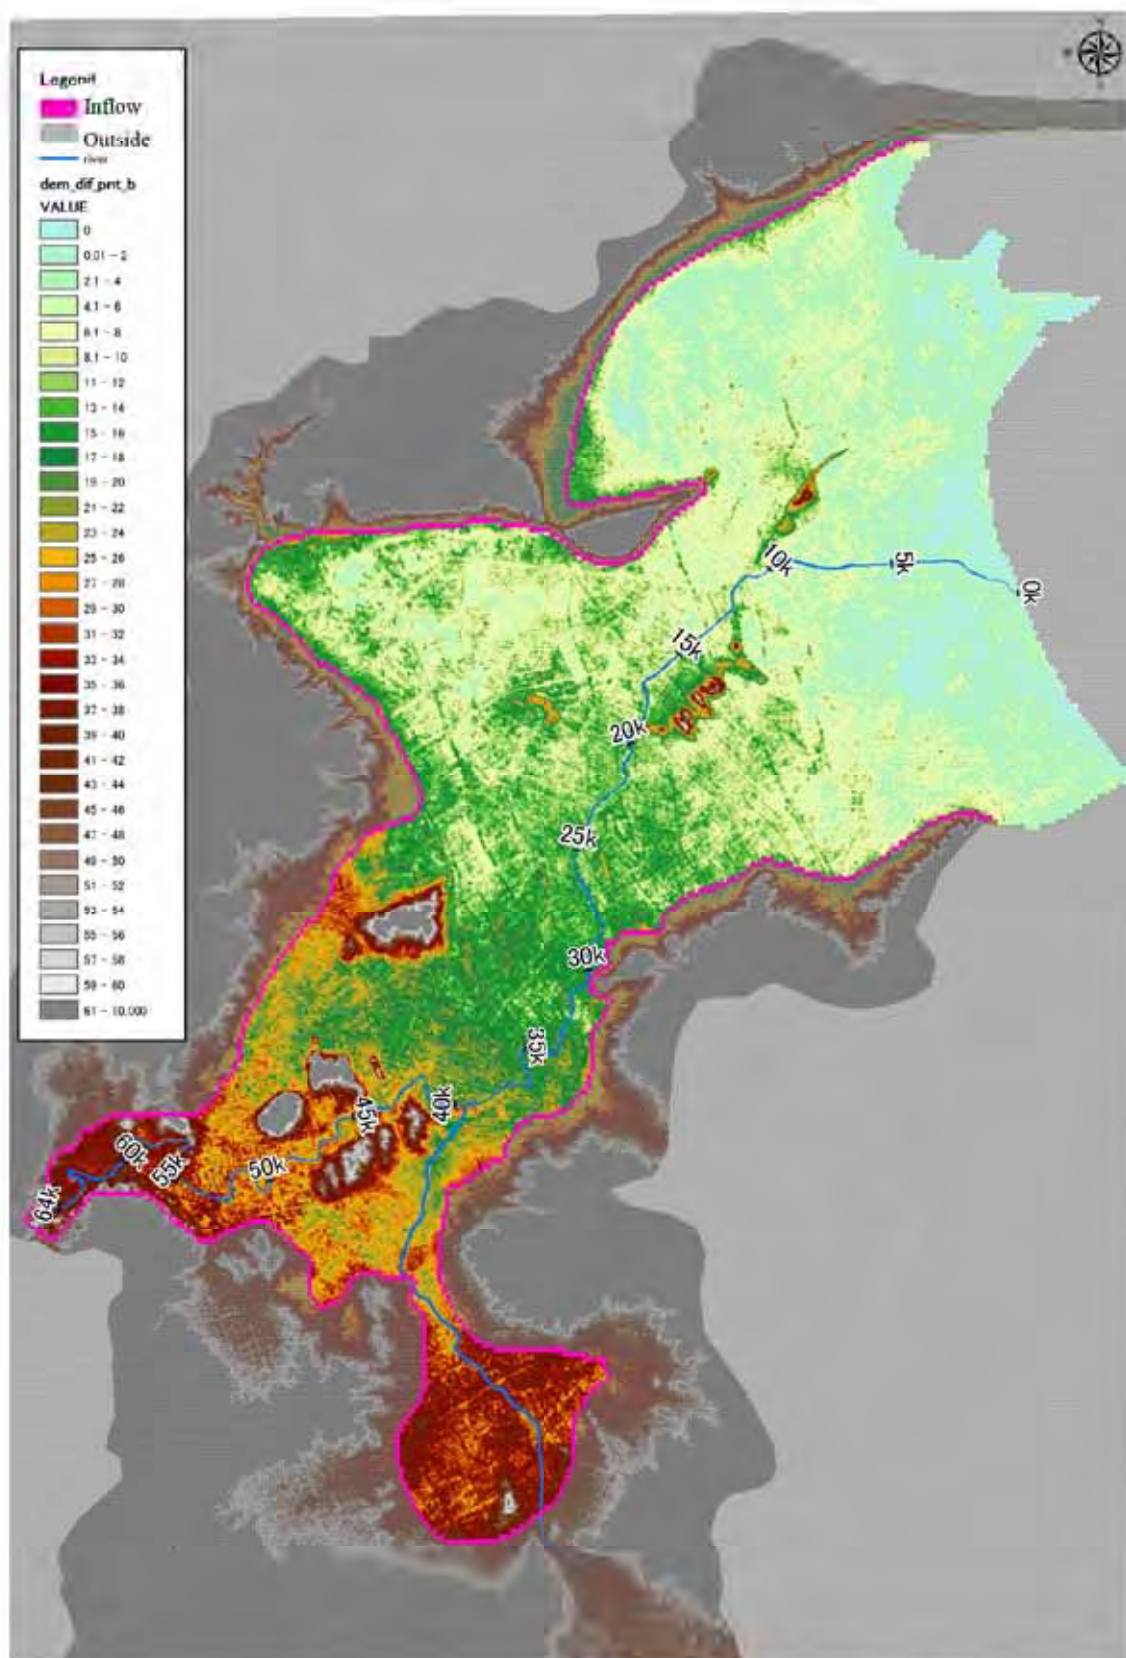 Legend
Inflow
Outside
river
dem_dif_pnt_b
VALUE
0
0.01 - 2
2.1 - 4
4.1 - 6
6.1 - 8
8.1 - 10
11 - 12
13 - 14
15 - 16
17 - 18
19 - 20
21 - 22
23 - 24
25 - 26
27 - 28
29 - 30
31 - 32
33 - 34
35 - 36
37 - 38
39 - 40
41 - 42
43 - 44
45 - 46
47 - 48
49 - 50
51 - 52
53 - 54
55 - 56
57 - 58
59 - 60
61 - 10,000
10k
5k
0k
15k
20k
25k
30k
35k
40k
45k
50k
60k
55k
64k